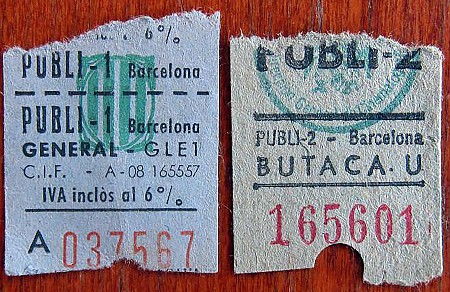 s 6%
PUBLI-1 Barcelona
PUBLI-1 Barcelona
GENERAL - GLE1
C.I.F. - A-08 165557
IVA inclòs al 6%
A 037567
PUBLI-2
PUBLI-2 - Barcelona
BUTACA. U
165601